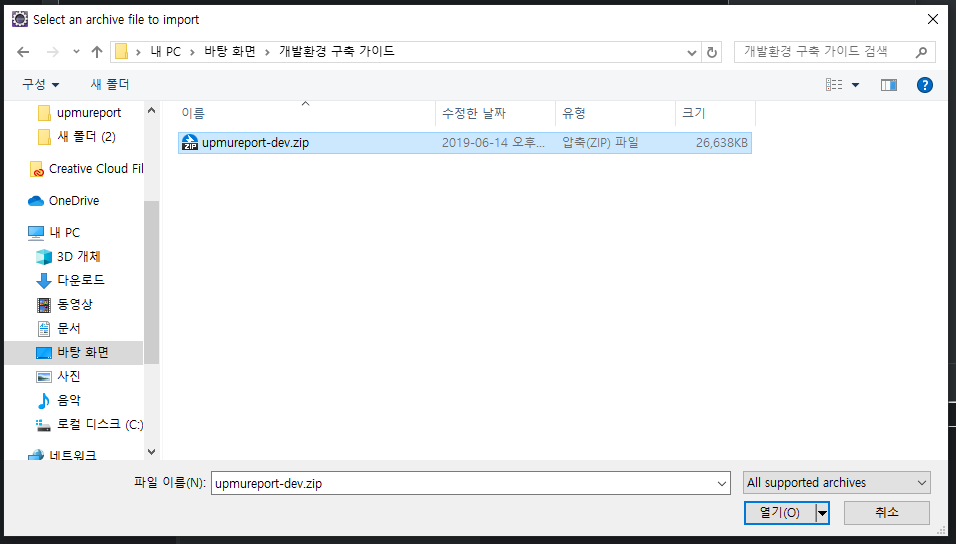 Select an archive file to import
내 PC › 바탕 화면 › 개발환경 구축 가이드
개발환경 구축 가이드 검색
구성
새 폴더
이름
수정한 날짜
유형
크기
ZIP upmureport-dev.zip
2019-06-14 오후...
압축(ZIP) 파일
26,638KB
upmureport
새 폴더 (2)
Creative Cloud Fil
OneDrive
내 PC
3D 개체
다운로드
동영상
문서
바탕 화면
사진
음악
로컬 디스크 (C:)
네트워크
파일 이름(N):
upmureport-dev.zip
All supported archives
열기(O)
취소